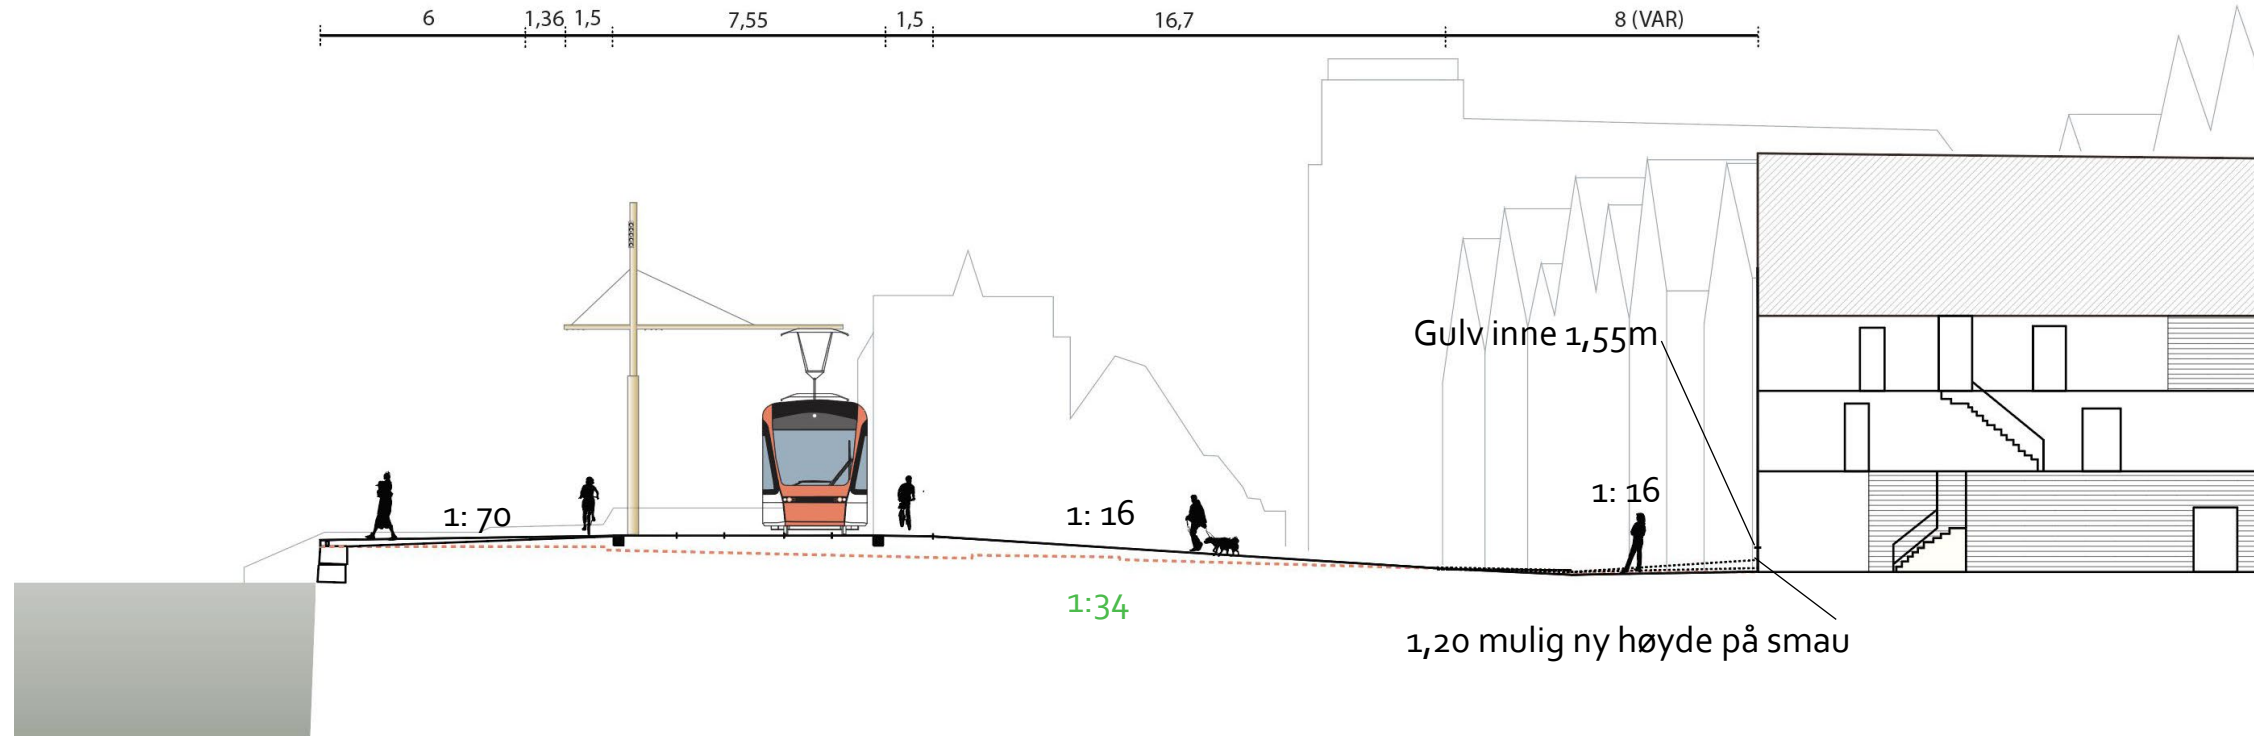 6 1,36 1,5 7,55 1,5 16,7 8 (VAR)
Gulv inne 1,55m
1: 70
1: 16
1: 16
1:34
1,20 mulig ny høyde på smau